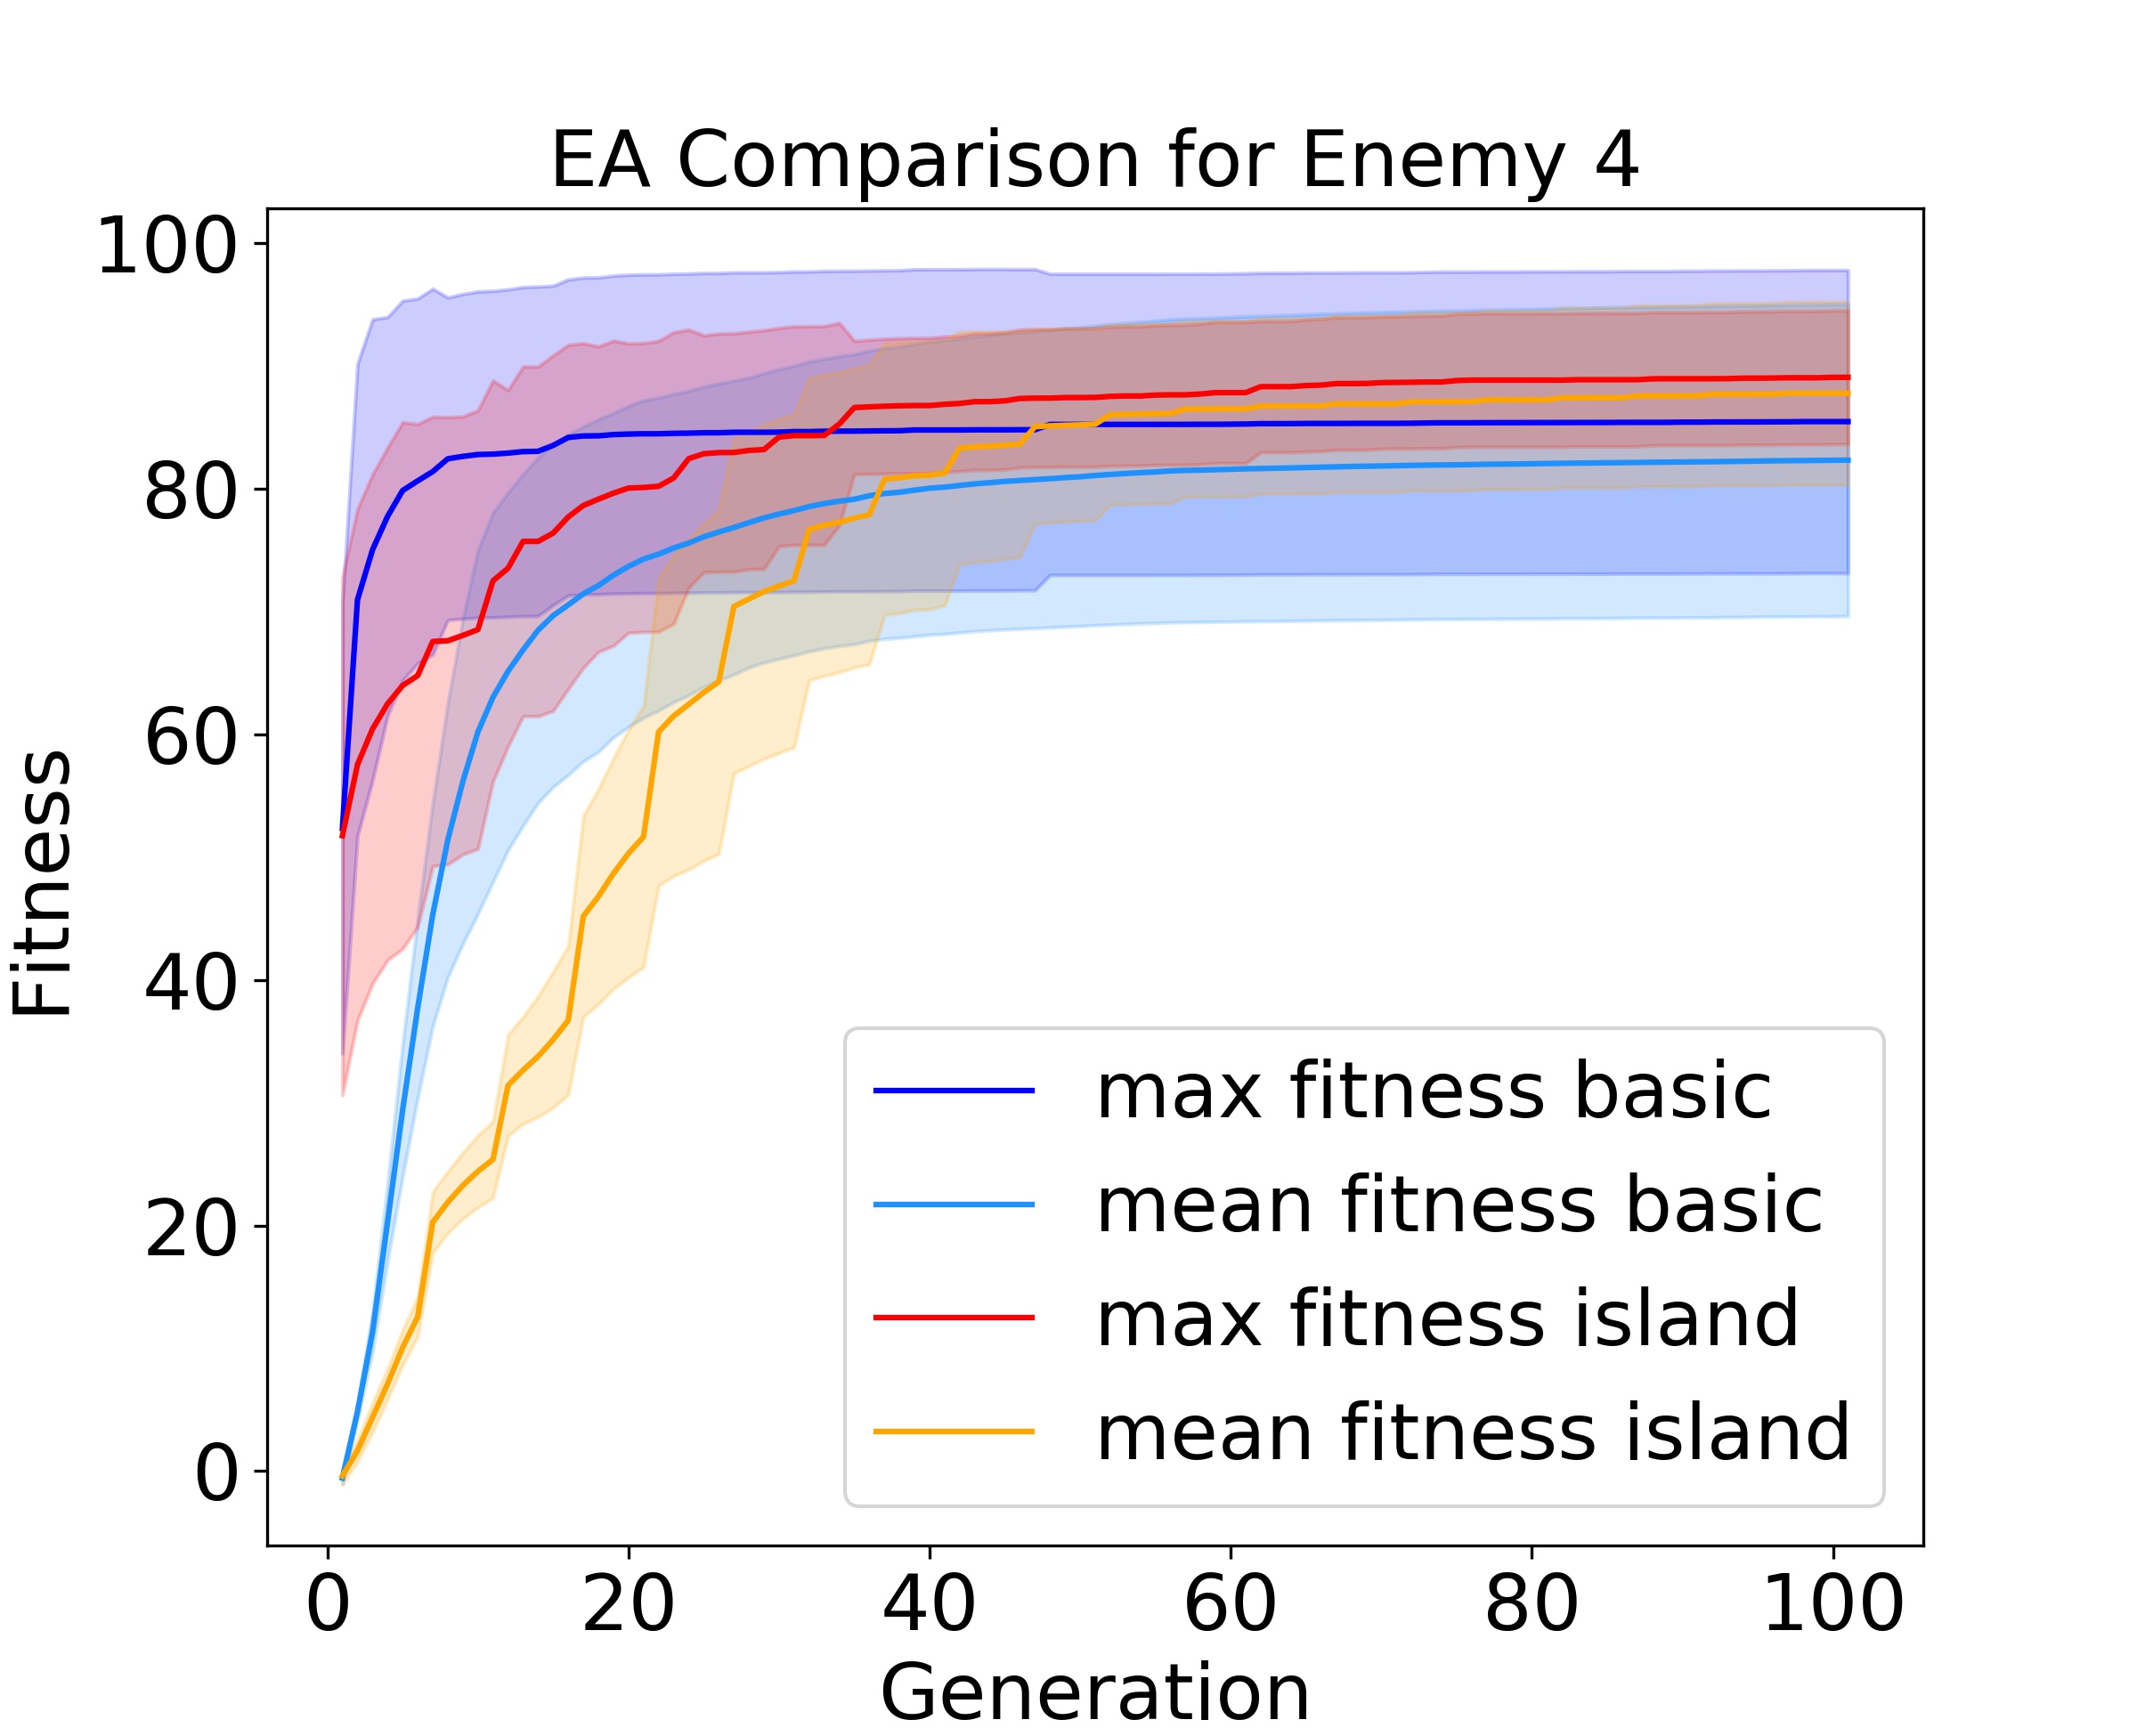 EA Comparison for Enemy 4
100
80
60
40
20
0
Fitness
max fitness basic
mean fitness basic
max fitness island
mean fitness island
0 20 40 60 80 100
Generation